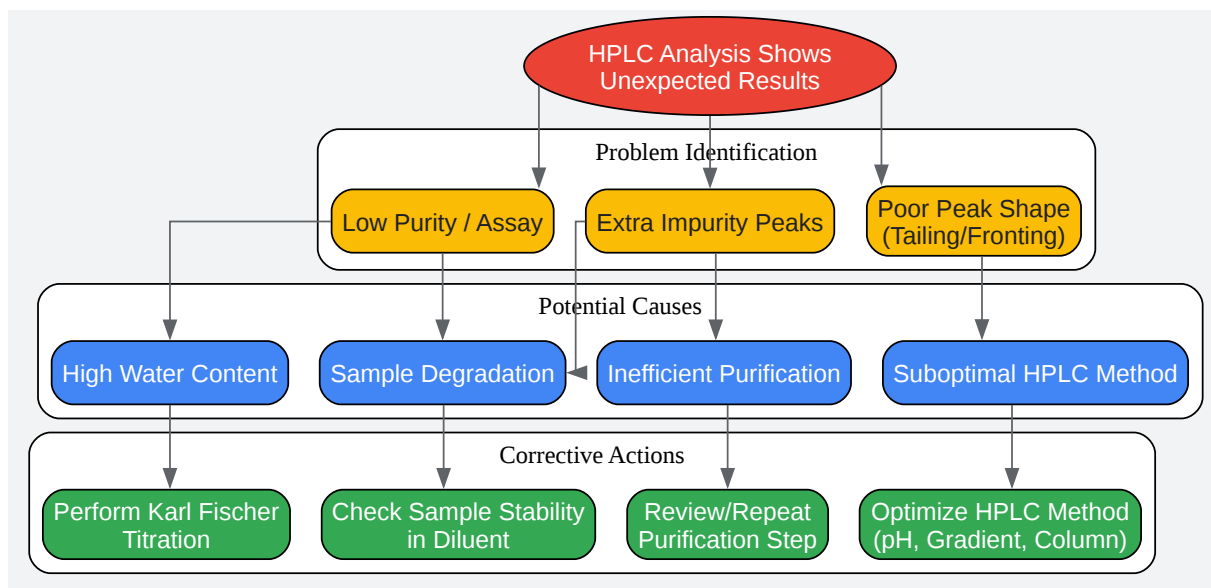 HPLC Analysis Shows
Unexpected Results
Problem Identification
Low Purity / Assay
Extra Impurity Peaks
Poor Peak Shape
(Tailing/Fronting)
Potential Causes
High Water Content
Sample Degradation
Inefficient Purification
Suboptimal HPLC Method
Corrective Actions
Perform Karl Fischer
Titration
Check Sample Stability
in Diluent
Review/Repeat
Purification Step
Optimize HPLC Method
(pH, Gradient, Column)